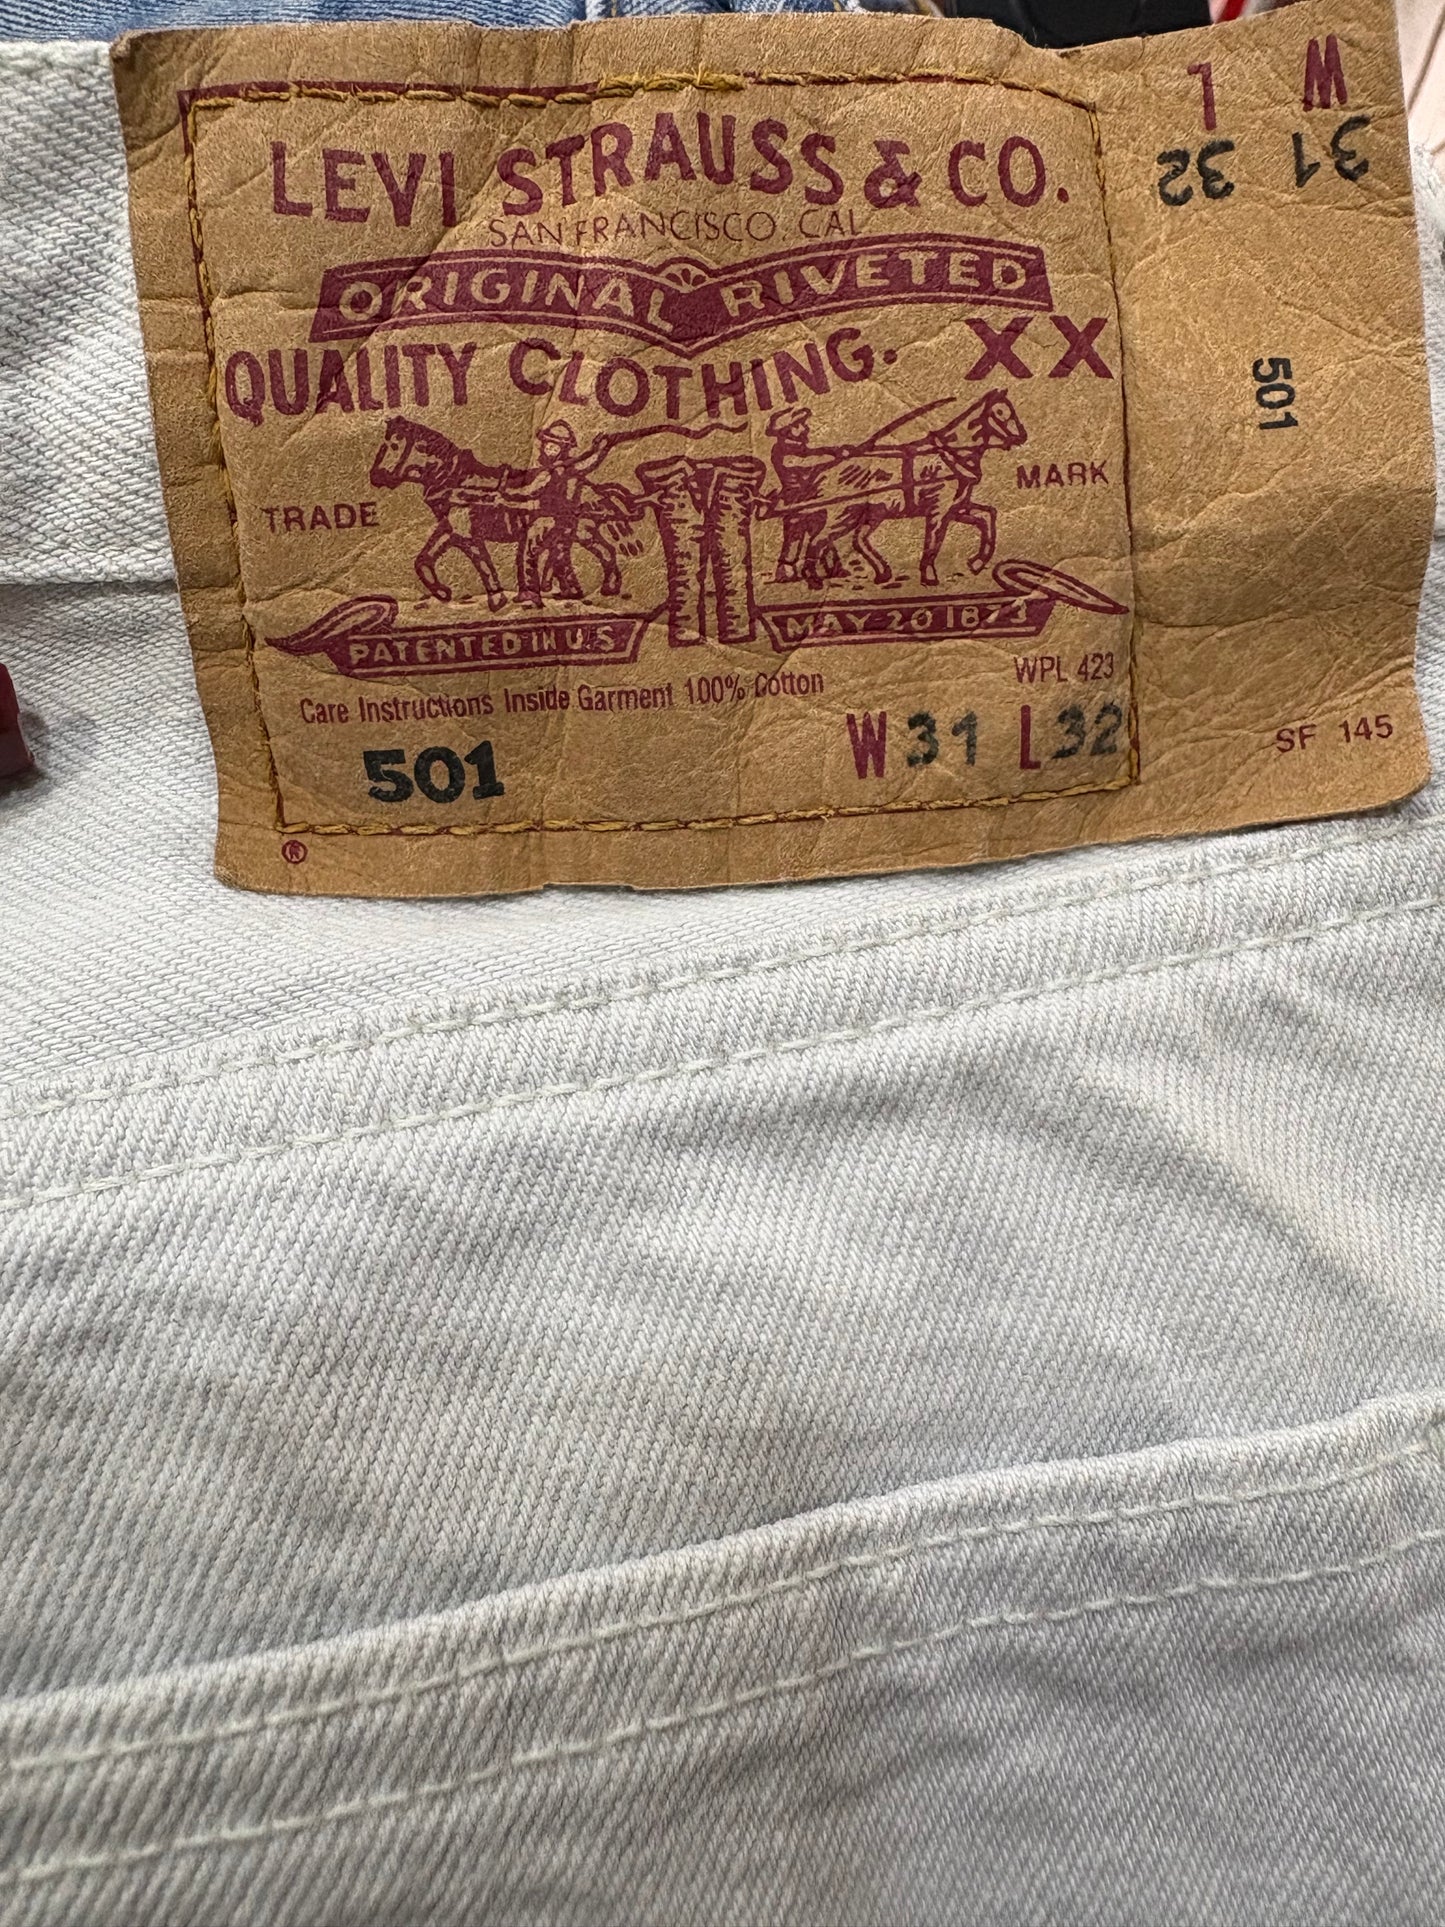 LEVI STRAUSS & CO.
SAN FRANCISCO, CAL
ORIGINAL RIVETED
QUALITY CLOTHING. XX
TRADE MARK
PATENTED IN U.S MAY 20 1873
WPL 423
Care Instructions Inside Garment 100% Cotton
501 W 31 L 32
®
W 31
L 32
501
SF 145